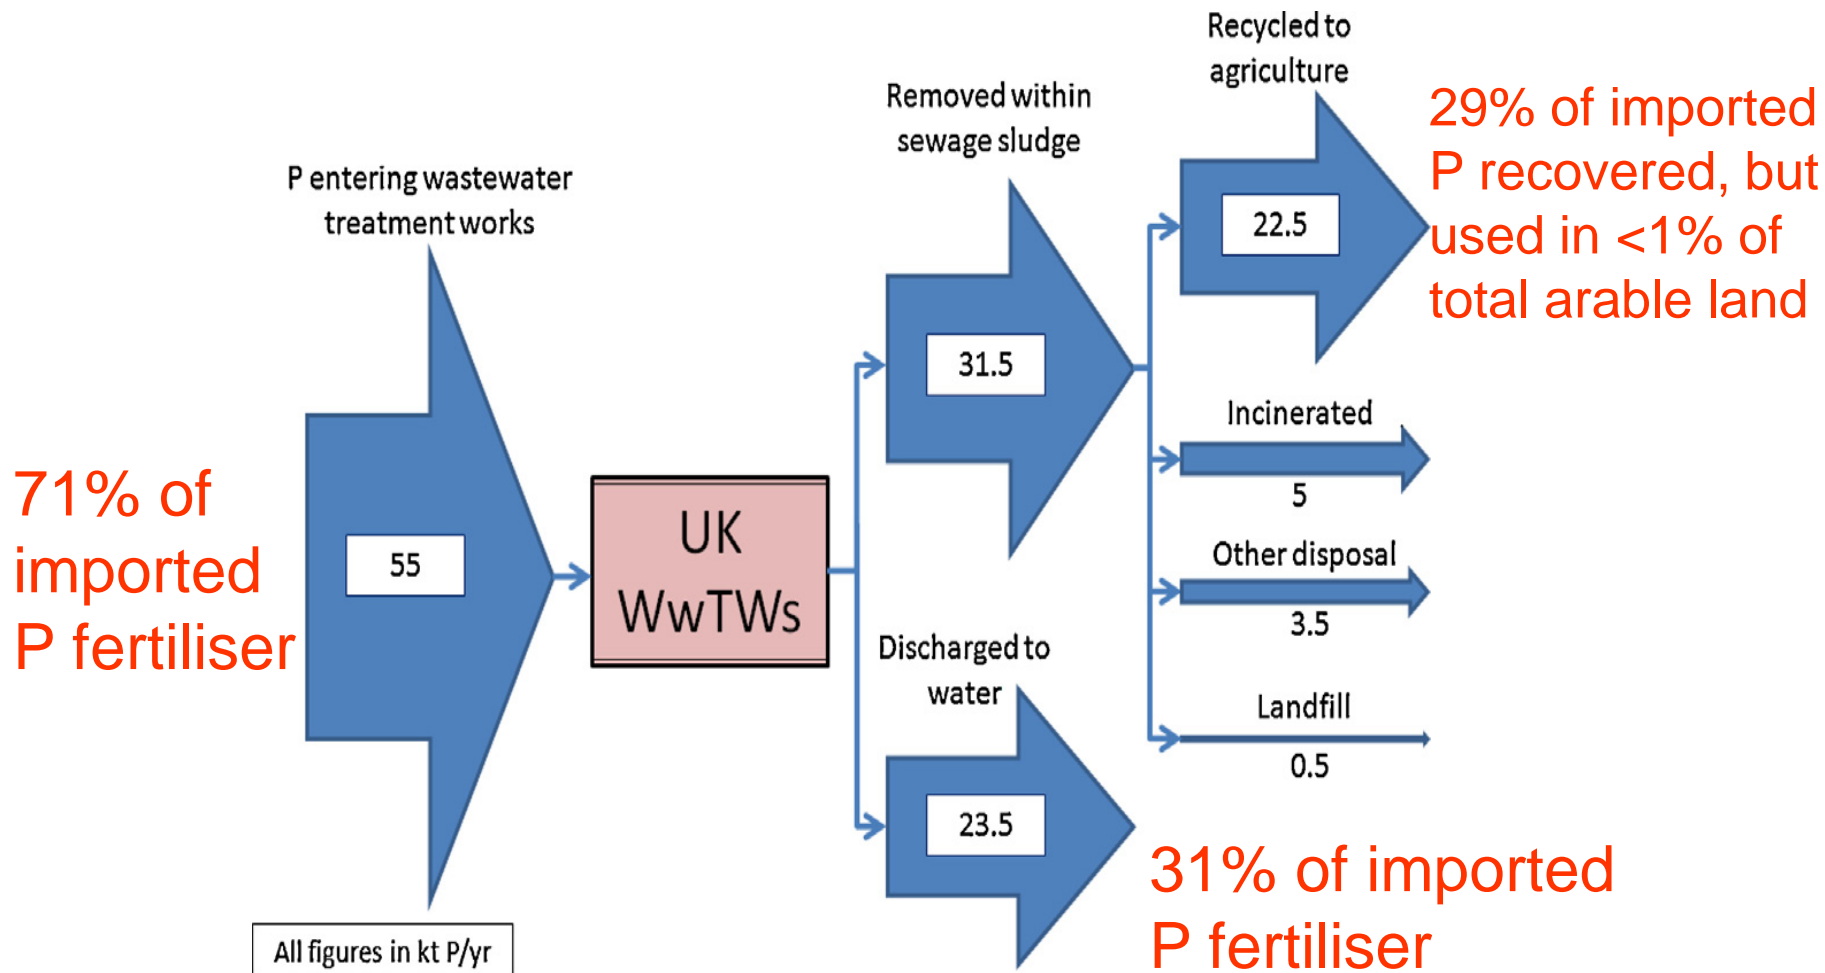 71% of
imported
P fertiliser
P entering wastewater
treatment works
55
All figures in kt P/yr
UK
WwTWs
Removed within
sewage sludge
31.5
Discharged to
water
23.5
31% of imported
P fertiliser
Recycled to
agriculture
22.5
29% of imported
P recovered, but
used in <1% of
total arable land
Incinerated
5
Other disposal
3.5
Landfill
0.5